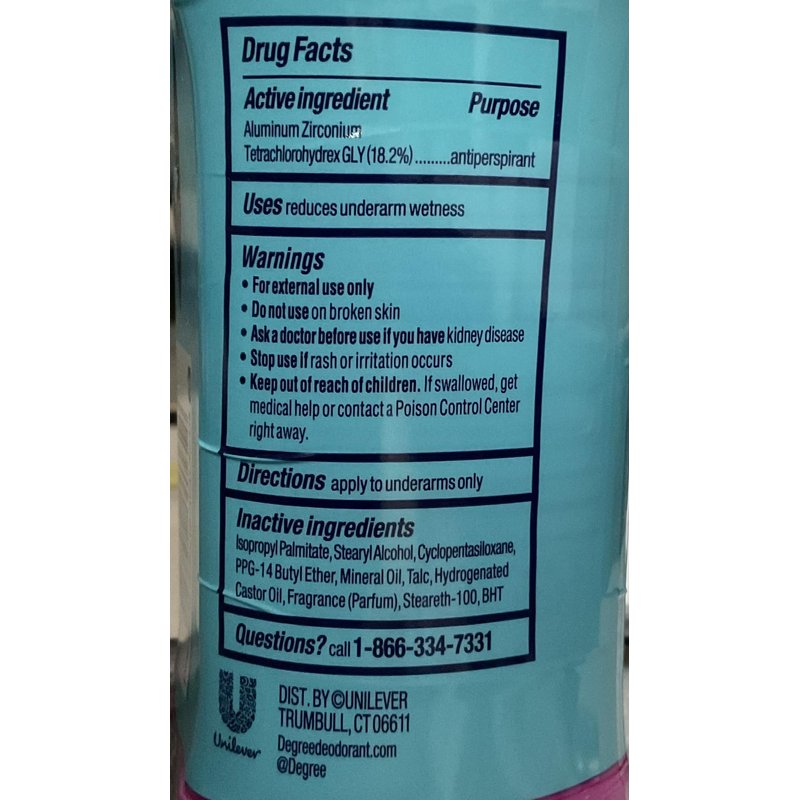 Drug Facts
Active ingredient Purpose
Aluminum Zirconium
Tetrachlorohydrex GLY (18.2%).........antiperspirant
Uses reduces underarm wetness
Warnings
• For external use only
• Do not use on broken skin
• Ask a doctor before use if you have kidney disease
• Stop use if rash or irritation occurs
• Keep out of reach of children. If swallowed, get
medical help or contact a Poison Control Center
right away.
Directions apply to underarms only
Inactive ingredients
Isopropyl Palmitate, Stearyl Alcohol, Cyclopentasiloxane,
PPG-14 Butyl Ether, Mineral Oil, Talc, Hydrogenated
Castor Oil, Fragrance (Parfum), Steareth-100, BHT
Questions? call 1-866-334-7331
Unilever
DIST. BY ©UNILEVER
TRUMBULL, CT 06611
Degreedeodorant.com
@Degree